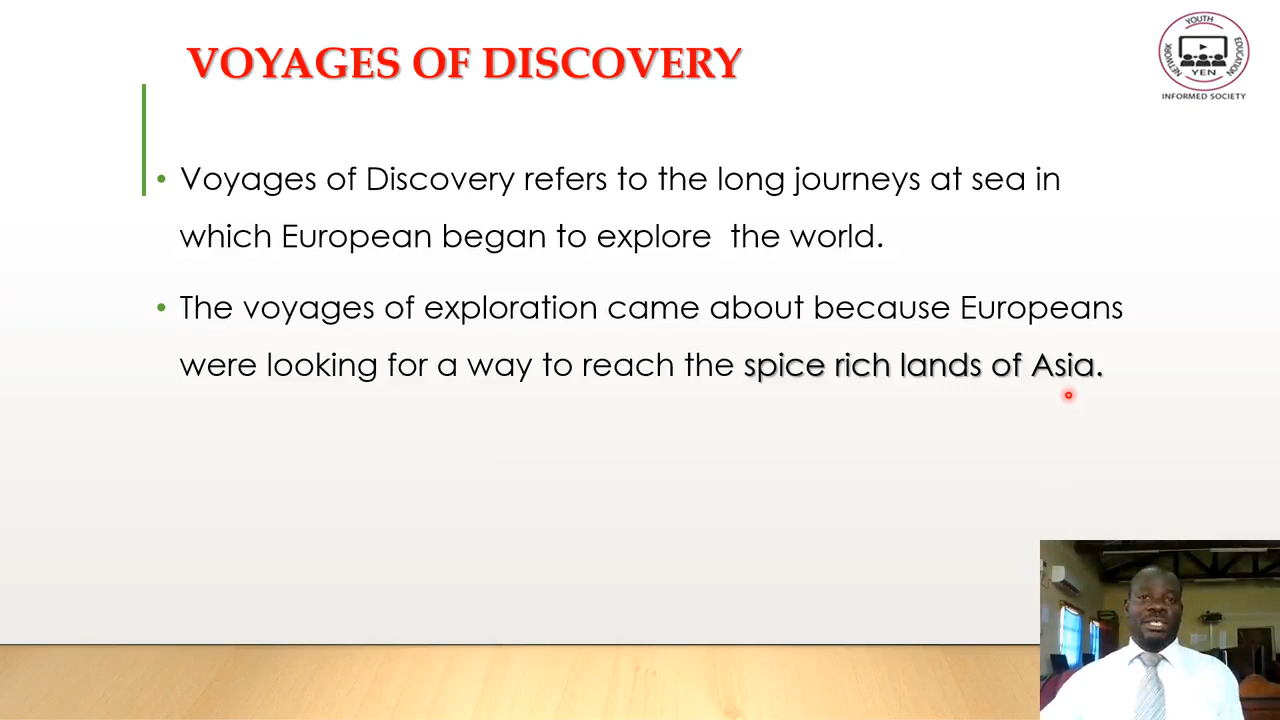 VOYAGES OF DISCOVERY
YOUTH
EDUCATION
NETWORK
YEN
INFORMED SOCIETY
• Voyages of Discovery refers to the long journeys at sea in
which European began to explore  the world.
• The voyages of exploration came about because Europeans
were looking for a way to reach the spice rich lands of Asia.